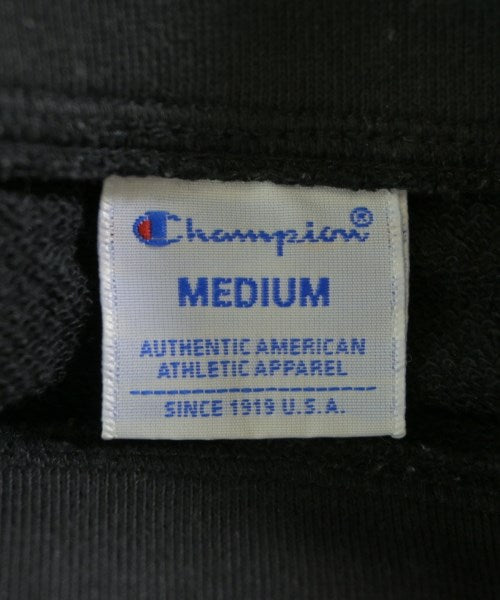 Champion®
MEDIUM
AUTHENTIC AMERICAN
ATHLETIC APPAREL
SINCE 1919 U.S.A.